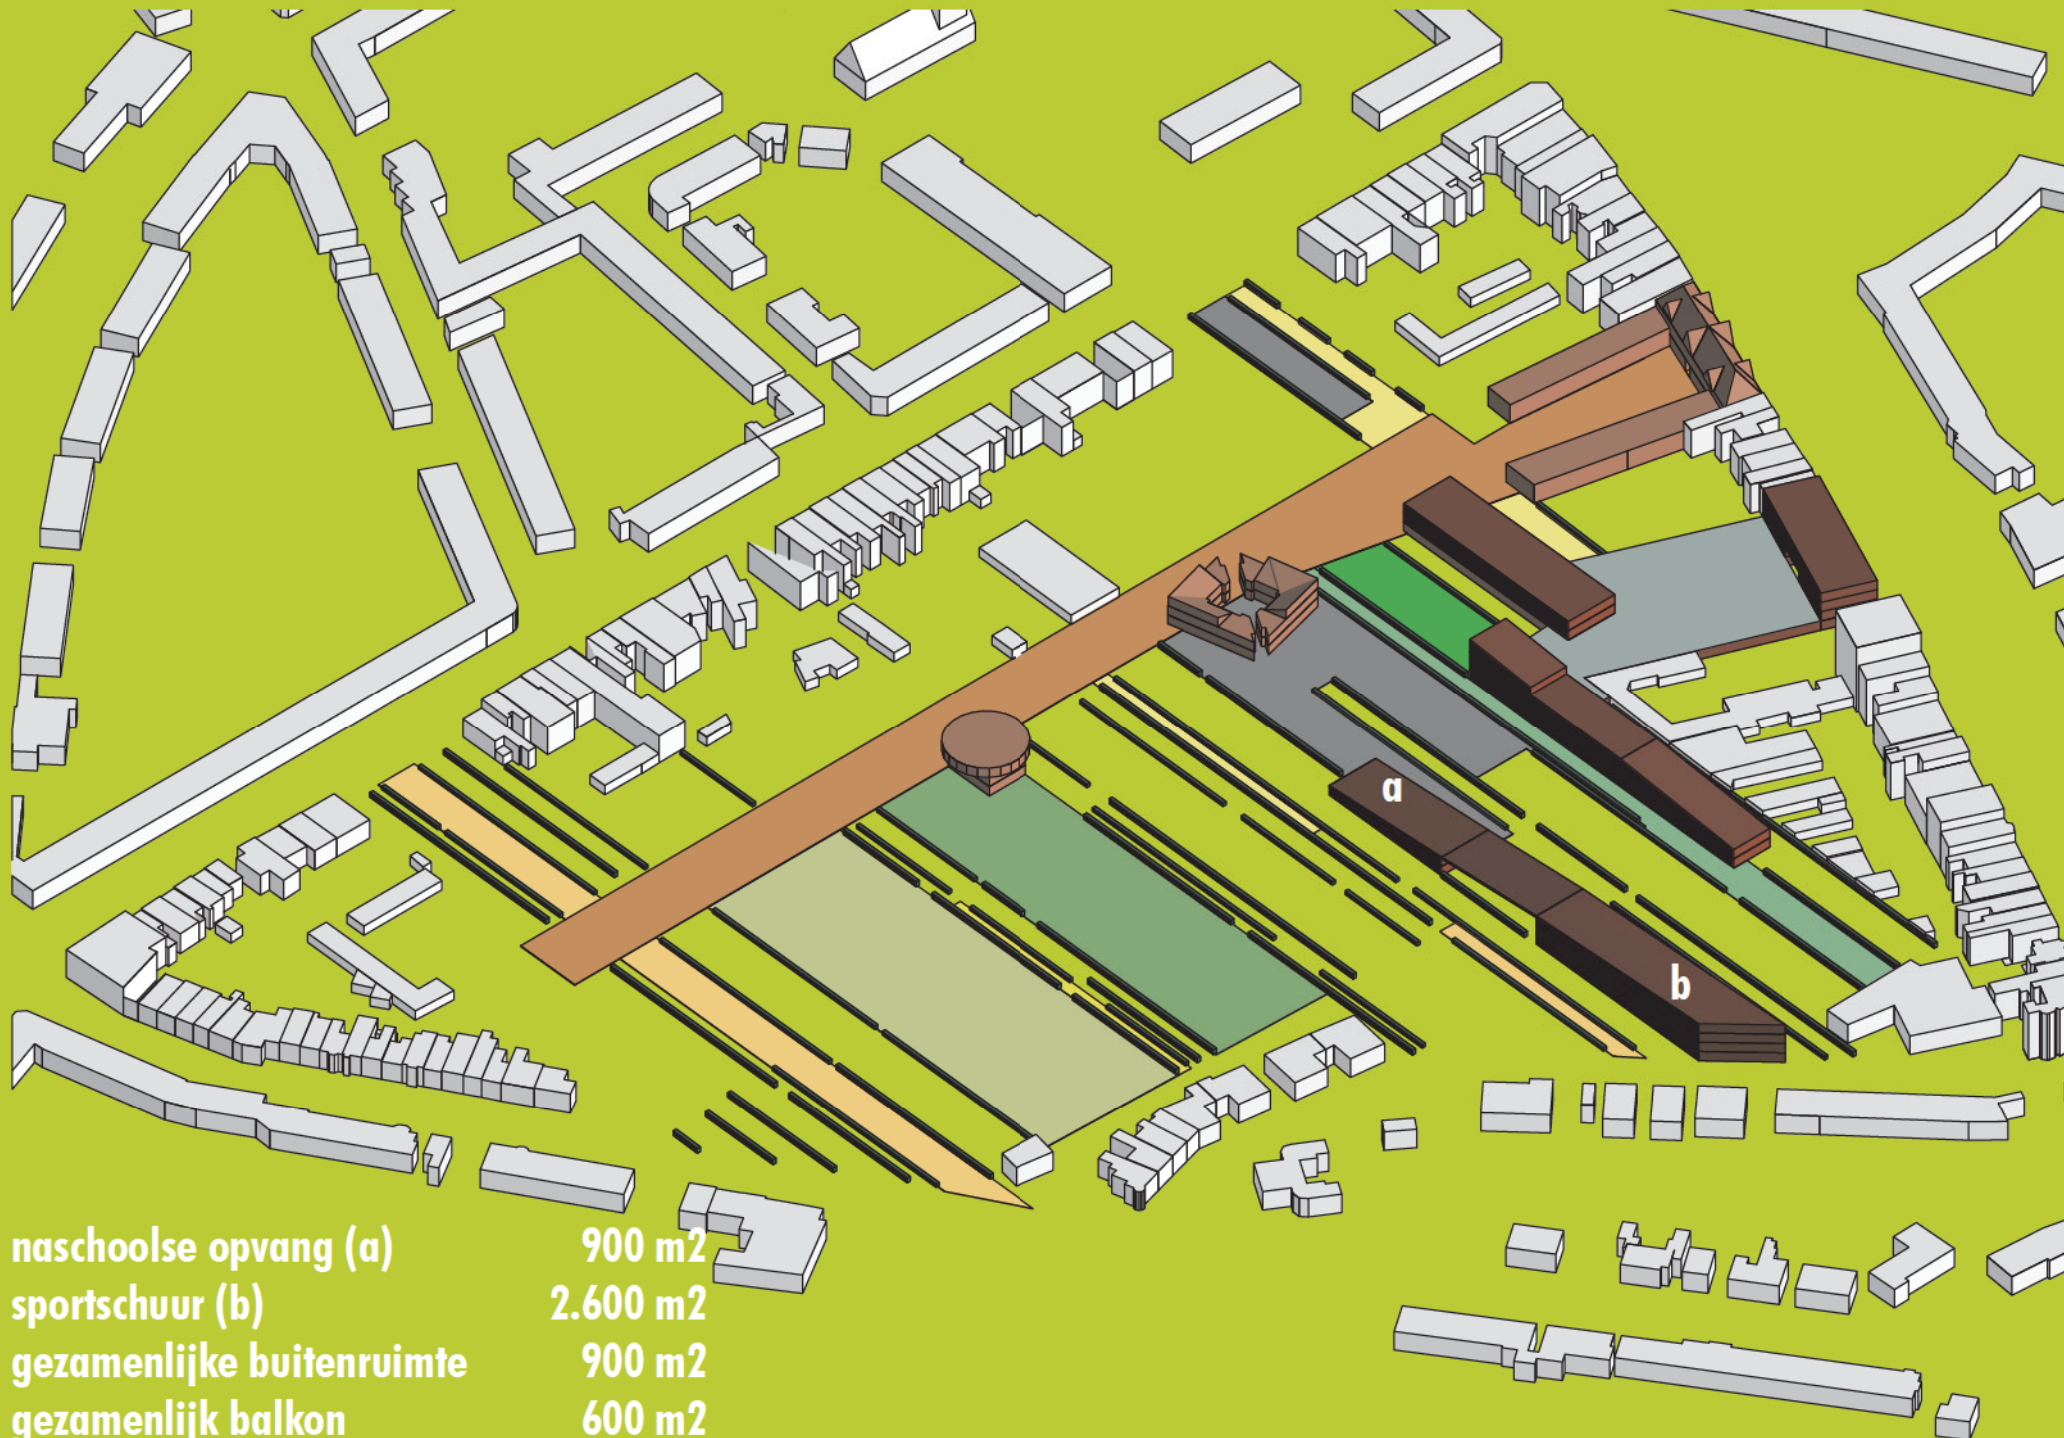 a
b
naschoolse opvang (a) 900 m2
sportschuur (b) 2.600 m2
gezamenlijke buitenruimte 900 m2
gezamenlijk balkon 600 m2